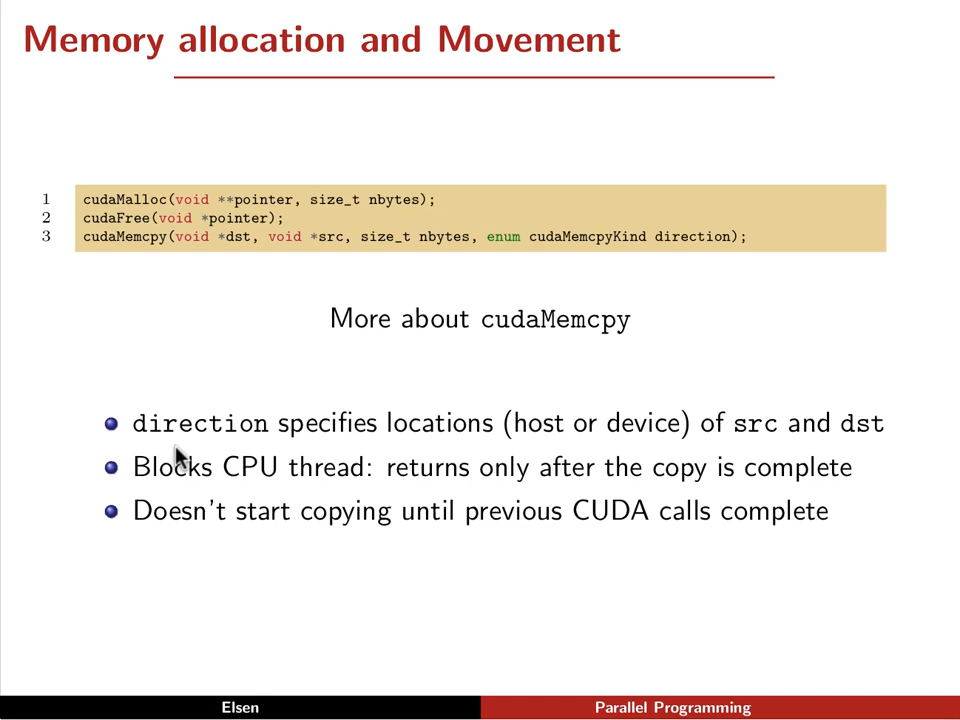 Memory allocation and Movement
1 cudaMalloc(void **pointer, size_t nbytes);
2 cudaFree(void *pointer);
3 cudaMemcpy(void *dst, void *src, size_t nbytes, enum cudaMemcpyKind direction);
More about cudaMemcpy
direction specifies locations (host or device) of src and dst
Blocks CPU thread: returns only after the copy is complete
Doesn't start copying until previous CUDA calls complete
Elsen Parallel Programming